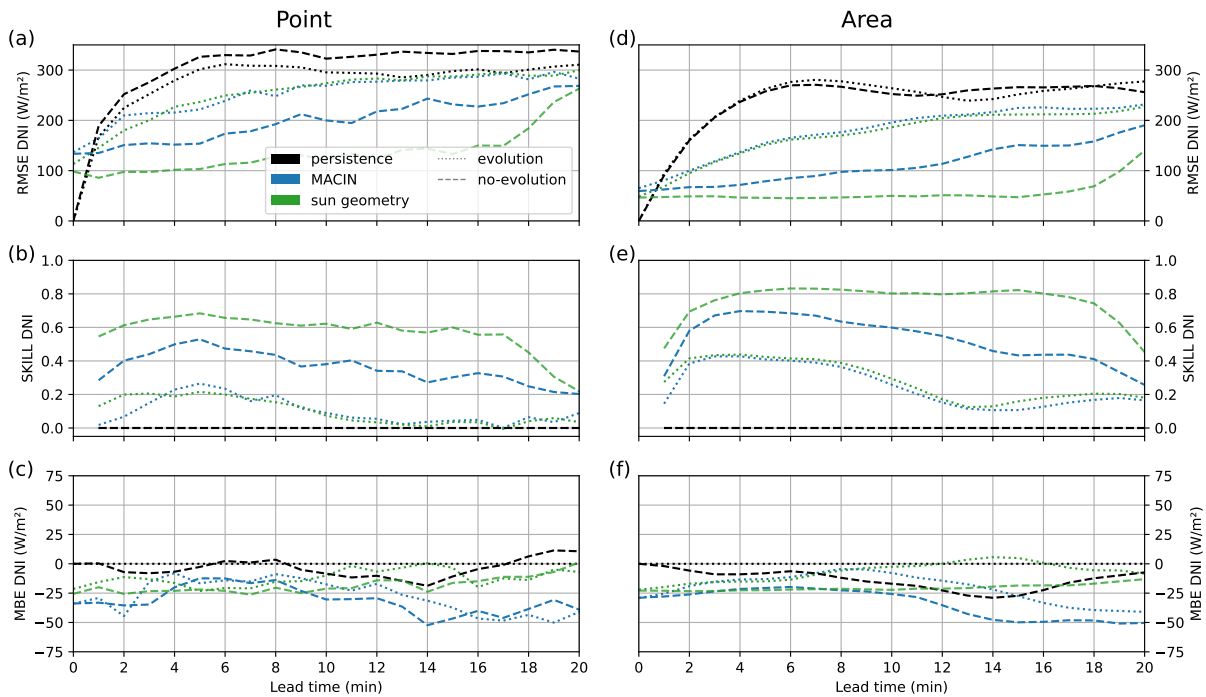 Point
Area
(a)
RMSE DNI (W/m²)
300
200
100
0
persistence
MACIN
sun geometry
evolution
no-evolution
(d)
300
200
100
0
RMSE DNI (W/m²)
(b)
SKILL DNI
1.0
0.8
0.6
0.4
0.2
0.0
(e)
1.0
0.8
0.6
0.4
0.2
0.0
SKILL DNI
(c)
MBE DNI (W/m²)
75
50
25
0
−25
−50
−75
0 2 4 6 8 10 12 14 16 18 20
Lead time (min)
(f)
75
50
25
0
−25
−50
−75
MBE DNI (W/m²)
0 2 4 6 8 10 12 14 16 18 20
Lead time (min)